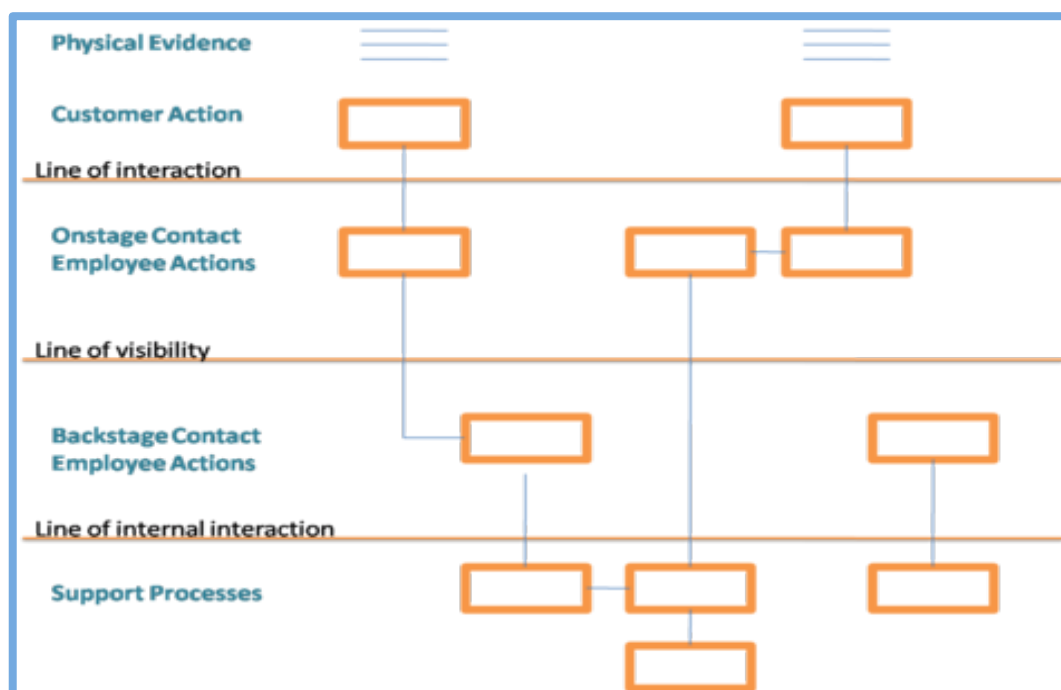 Physical Evidence
Customer Action
Line of interaction
Onstage Contact
Employee Actions
Line of visibility
Backstage Contact
Employee Actions
Line of internal interaction
Support Processes